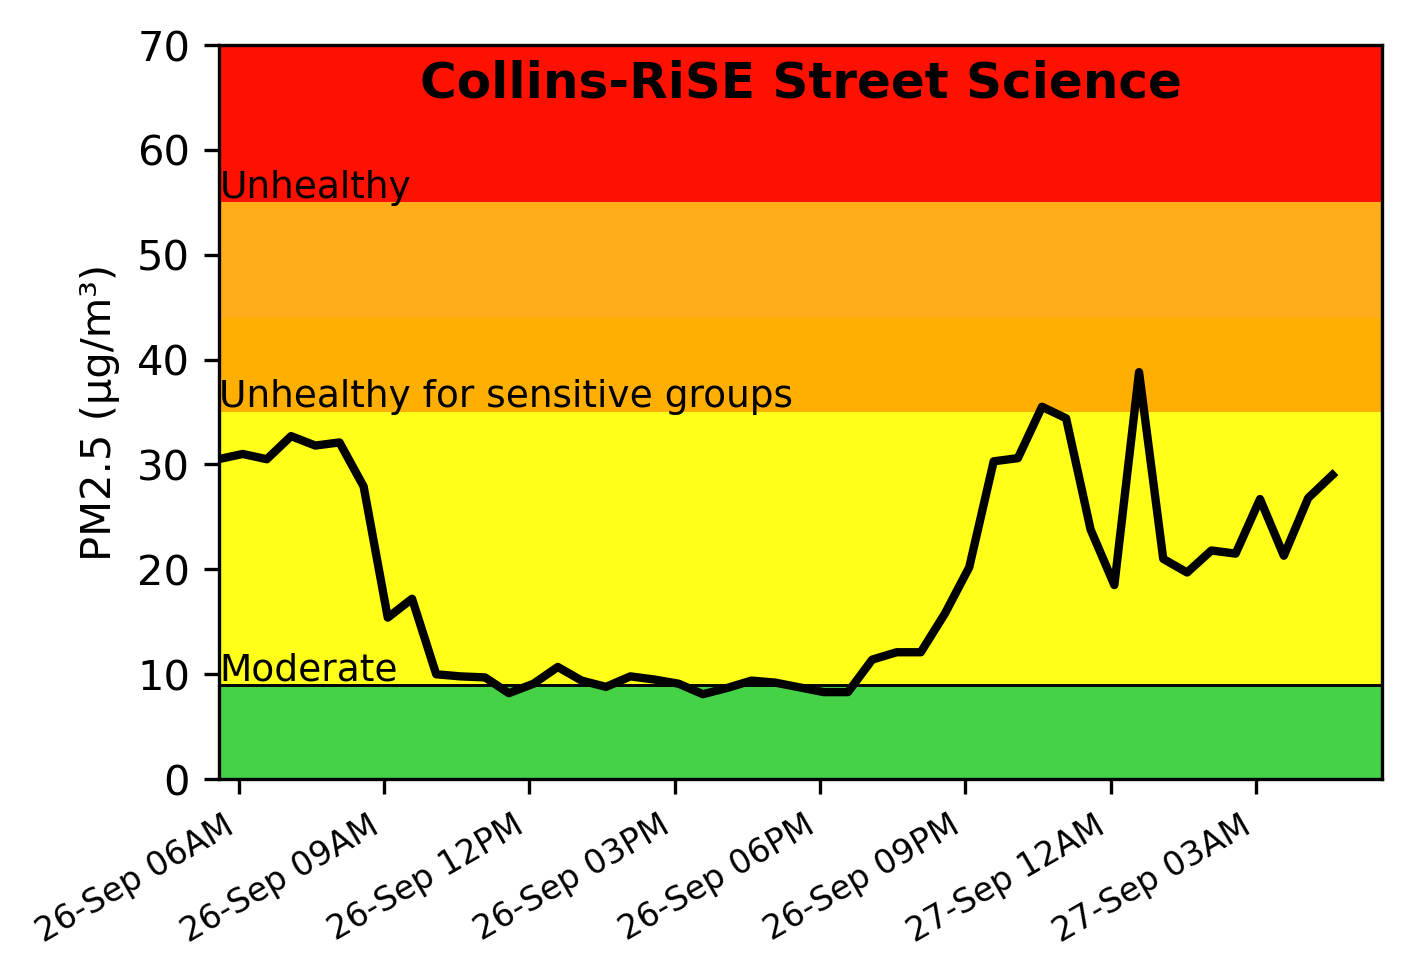 Collins-RiSE Street Science
70
60
50
40
30
20
10
0
PM2.5 (µg/m³)
Unhealthy
Unhealthy for sensitive groups
Moderate
26-Sep 06AM
26-Sep 09AM
26-Sep 12PM
26-Sep 03PM
26-Sep 06PM
26-Sep 09PM
27-Sep 12AM
27-Sep 03AM